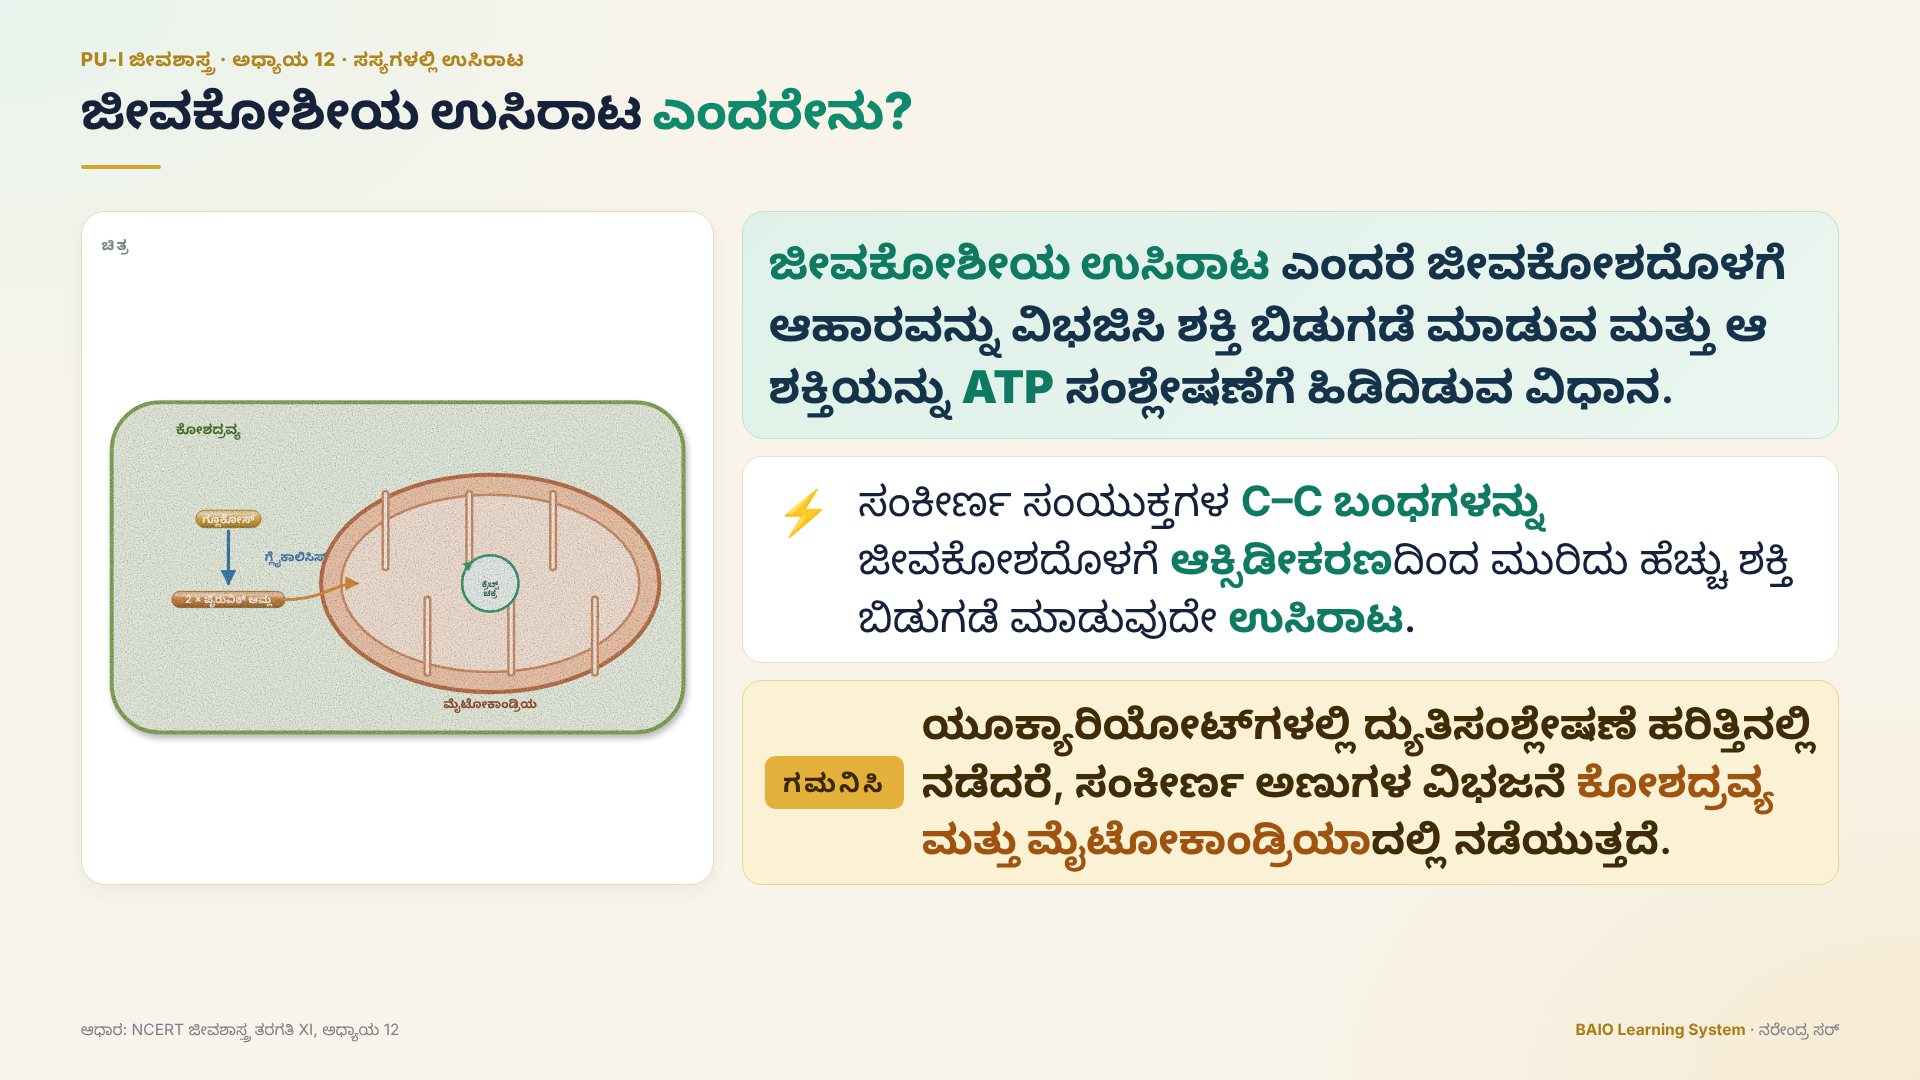 PU-I ಜೀವಶಾಸ್ತ್ರ · ಅಧ್ಯಾಯ 12 · ಸಸ್ಯಗಳಲ್ಲಿ ಉಸಿರಾಟ
ಜೀವಕೋಶೀಯ ಉಸಿರಾಟ ಎಂದರೇನು?
ಚಿತ್ರ
ಕೋಶದ್ರವ್ಯ
ಗ್ಲೂಕೋಸ್
ಗ್ಲೈಕಾಲಿಸಿಸ್
2 × ಪೈರುವಿಕ್ ಆಮ್ಲ
ಕ್ರೆಬ್ಸ್
ಚಕ್ರ
ಮೈಟೋಕಾಂಡ್ರಿಯ
ಜೀವಕೋಶೀಯ ಉಸಿರಾಟ ಎಂದರೆ ಜೀವಕೋಶದೊಳಗೆ
ಆಹಾರವನ್ನು ವಿಭಜಿಸಿ ಶಕ್ತಿ ಬಿಡುಗಡೆ ಮಾಡುವ ಮತ್ತು ಆ
ಶಕ್ತಿಯನ್ನು ATP ಸಂಶ್ಲೇಷಣೆಗೆ ಹಿಡಿದಿಡುವ ವಿಧಾನ.
ಸಂಕೀರ್ಣ ಸಂಯುಕ್ತಗಳ C–C ಬಂಧಗಳನ್ನು
ಜೀವಕೋಶದೊಳಗೆ ಆಕ್ಸಿಡೀಕರಣದಿಂದ ಮುರಿದು ಹೆಚ್ಚು ಶಕ್ತಿ
ಬಿಡುಗಡೆ ಮಾಡುವುದೇ ಉಸಿರಾಟ.
ಗಮನಿಸಿ
ಯೂಕ್ಯಾರಿಯೋಟ್‌ಗಳಲ್ಲಿ ದ್ಯುತಿಸಂಶ್ಲೇಷಣೆ ಹರಿತ್ತಿನಲ್ಲಿ
ನಡೆದರೆ, ಸಂಕೀರ್ಣ ಅಣುಗಳ ವಿಭಜನೆ ಕೋಶದ್ರವ್ಯ
ಮತ್ತು ಮೈಟೋಕಾಂಡ್ರಿಯಾದಲ್ಲಿ ನಡೆಯುತ್ತದೆ.
ಆಧಾರ: NCERT ಜೀವಶಾಸ್ತ್ರ ತರಗತಿ XI, ಅಧ್ಯಾಯ 12
BAIO Learning System · ನರೇಂದ್ರ ಸರ್